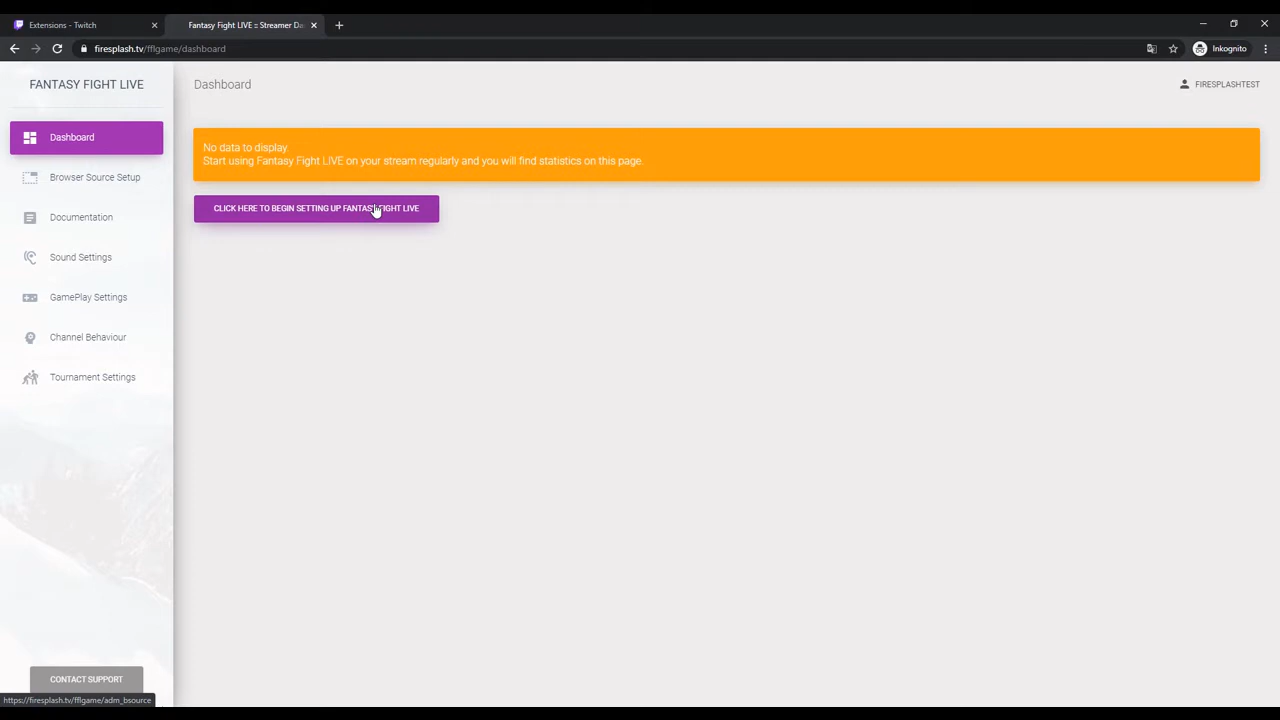 Extensions - Twitch
Fantasy Fight LIVE :: Streamer Da
firesplash.tv/fflgame/dashboard
Inkognito
FANTASY FIGHT LIVE
Dashboard
FIRESPLASHTEST
Dashboard
Browser Source Setup
Documentation
Sound Settings
GamePlay Settings
Channel Behaviour
Tournament Settings
No data to display.
Start using Fantasy Fight LIVE on your stream regularly and you will find statistics on this page.
CLICK HERE TO BEGIN SETTING UP FANTASY FIGHT LIVE
CONTACT SUPPORT
https://firesplash.tv/fflgame/adm_bsource